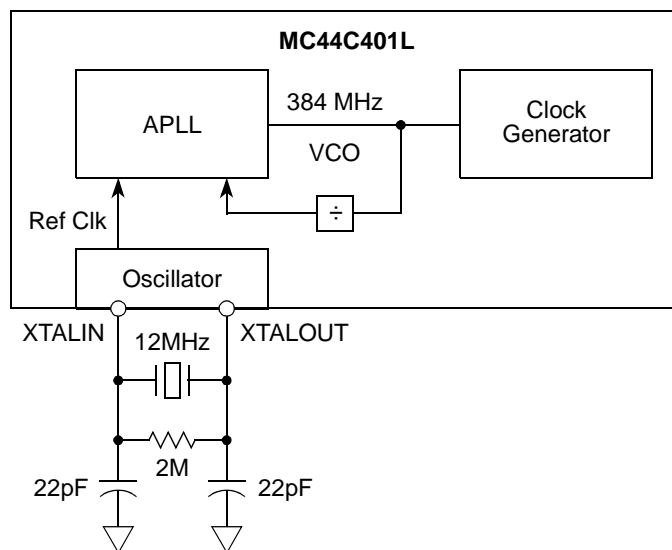 MC44C401L
APLL
384 MHz
VCO
Clock
Generator
÷
Ref Clk
Oscillator
XTALIN
XTALOUT
12MHz
2M
22pF
22pF